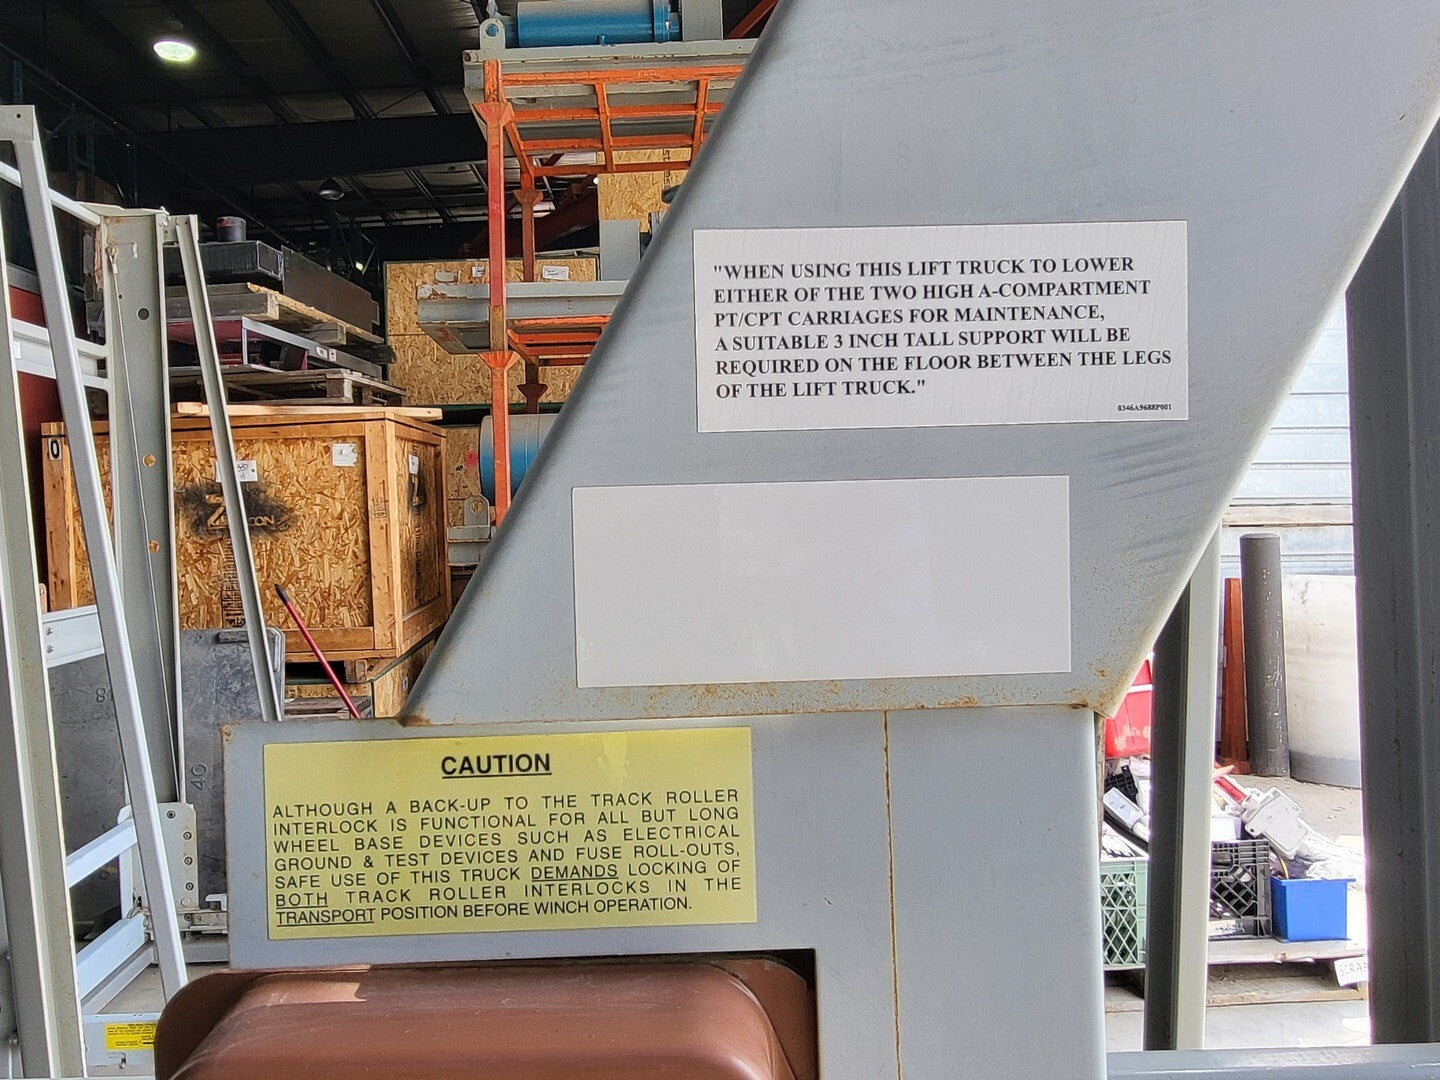 "WHEN USING THIS LIFT TRUCK TO LOWER
EITHER OF THE TWO HIGH A-COMPARTMENT
PT/CPT CARRIAGES FOR MAINTENANCE,
A SUITABLE 3 INCH TALL SUPPORT WILL BE
REQUIRED ON THE FLOOR BETWEEN THE LEGS
OF THE LIFT TRUCK."
0346A9688P001
CAUTION
ALTHOUGH A BACK-UP TO THE TRACK ROLLER
INTERLOCK IS FUNCTIONAL FOR ALL BUT LONG
WHEEL BASE DEVICES SUCH AS ELECTRICAL
GROUND & TEST DEVICES AND FUSE ROLL-OUTS,
SAFE USE OF THIS TRUCK DEMANDS LOCKING OF
BOTH TRACK ROLLER INTERLOCKS IN THE
TRANSPORT POSITION BEFORE WINCH OPERATION.
0
40